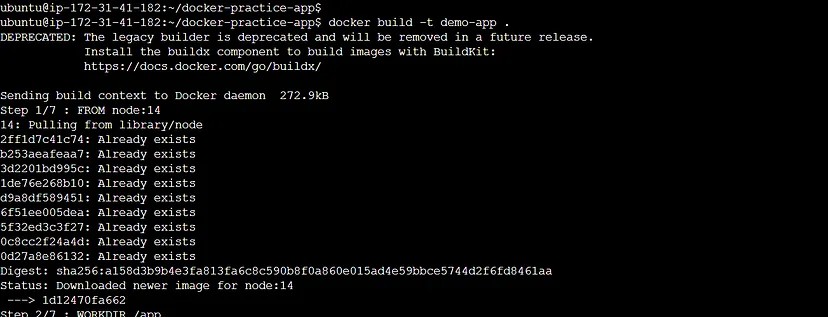 ubuntu@ip-172-31-41-182:~/docker-practice-app$
ubuntu@ip-172-31-41-182:~/docker-practice-app$ docker build -t demo-app .
DEPRECATED: The legacy builder is deprecated and will be removed in a future release.
Install the buildx component to build images with BuildKit:
https://docs.docker.com/go/buildx/
Sending build context to Docker daemon  272.9kB
Step 1/7 : FROM node:14
14: Pulling from library/node
2ff1d7c41c74: Already exists
b253aeafeaa7: Already exists
3d2201bd995c: Already exists
1de76e268b10: Already exists
d9a8df589451: Already exists
6f51ee005dea: Already exists
5f32ed3c3f27: Already exists
0c8cc2f24a4d: Already exists
0d27a8e86132: Already exists
Digest: sha256:a158d3b9b4e3fa813fa6c8c590b8f0a860e015ad4e59bbce5744d2f6fd8461aa
Status: Downloaded newer image for node:14
---> 1d12470fa662
Step 2/7 : WORKDIR /app